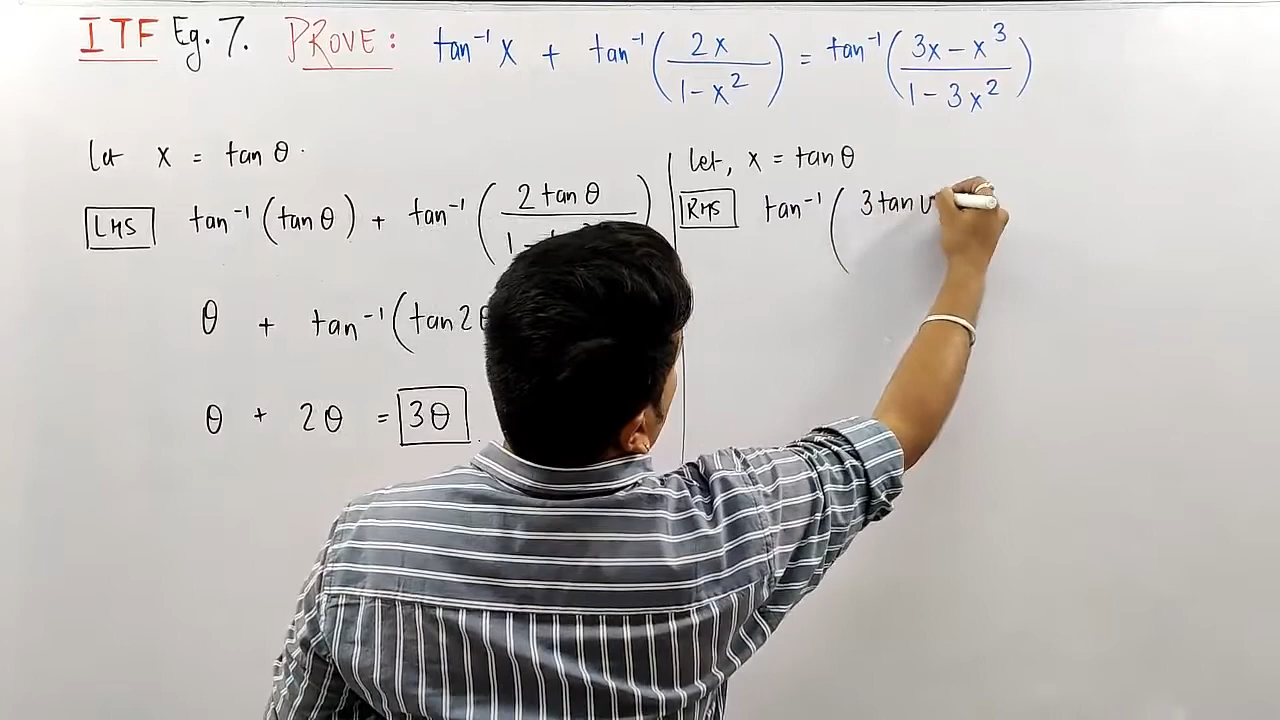 ITF Eg. 7. PROVE : tan⁻¹ x + tan⁻¹ (2x / 1 - x²) = tan⁻¹ (3x - x³ / 1 - 3x²)
let x = tan θ .
LHS tan⁻¹ (tan θ) + tan⁻¹ (2 tan θ / 1 -
θ + tan⁻¹ (tan 2θ
θ + 2θ = 3θ .
let, x = tan θ
RHS tan⁻¹ ( 3 tan